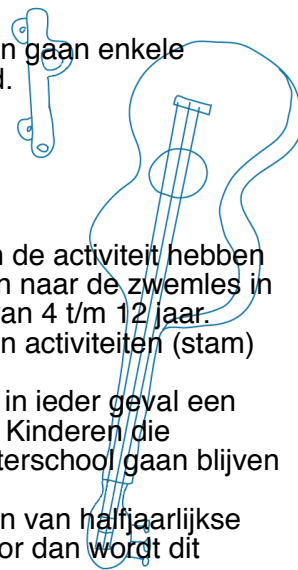 n gaan enkele
d.
n de activiteit hebben
n naar de zwemles in
van 4 t/m 12 jaar.
n activiteiten (stam)
in ieder geval een
Kinderen die
terschool gaan blijven
n van halfjaarlijkse
or dan wordt dit